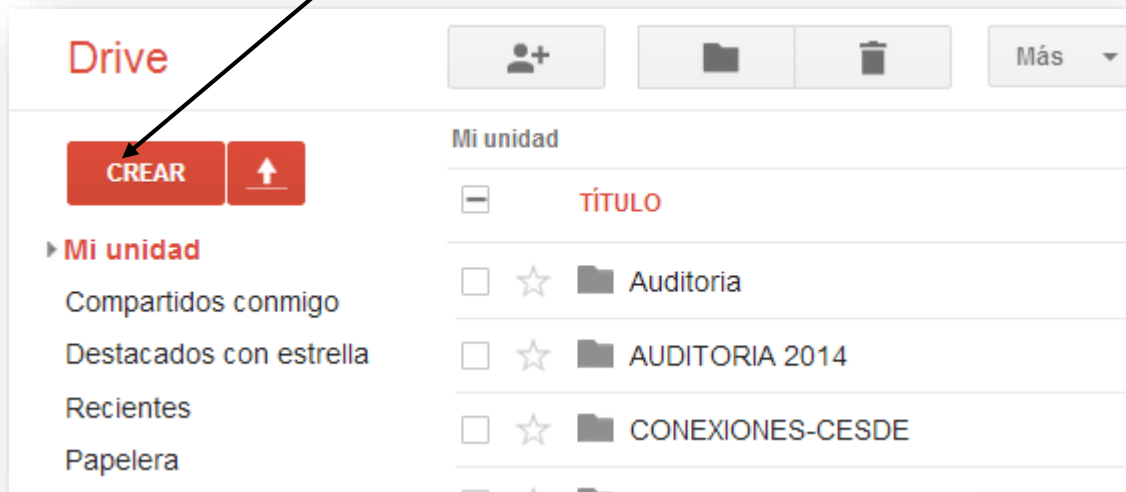 Drive
Más
CREAR
Mi unidad
Compartidos conmigo
Destacados con estrella
Recientes
Papelera
Mi unidad
TÍTULO
Auditoria
AUDITORIA 2014
CONEXIONES-CESDE